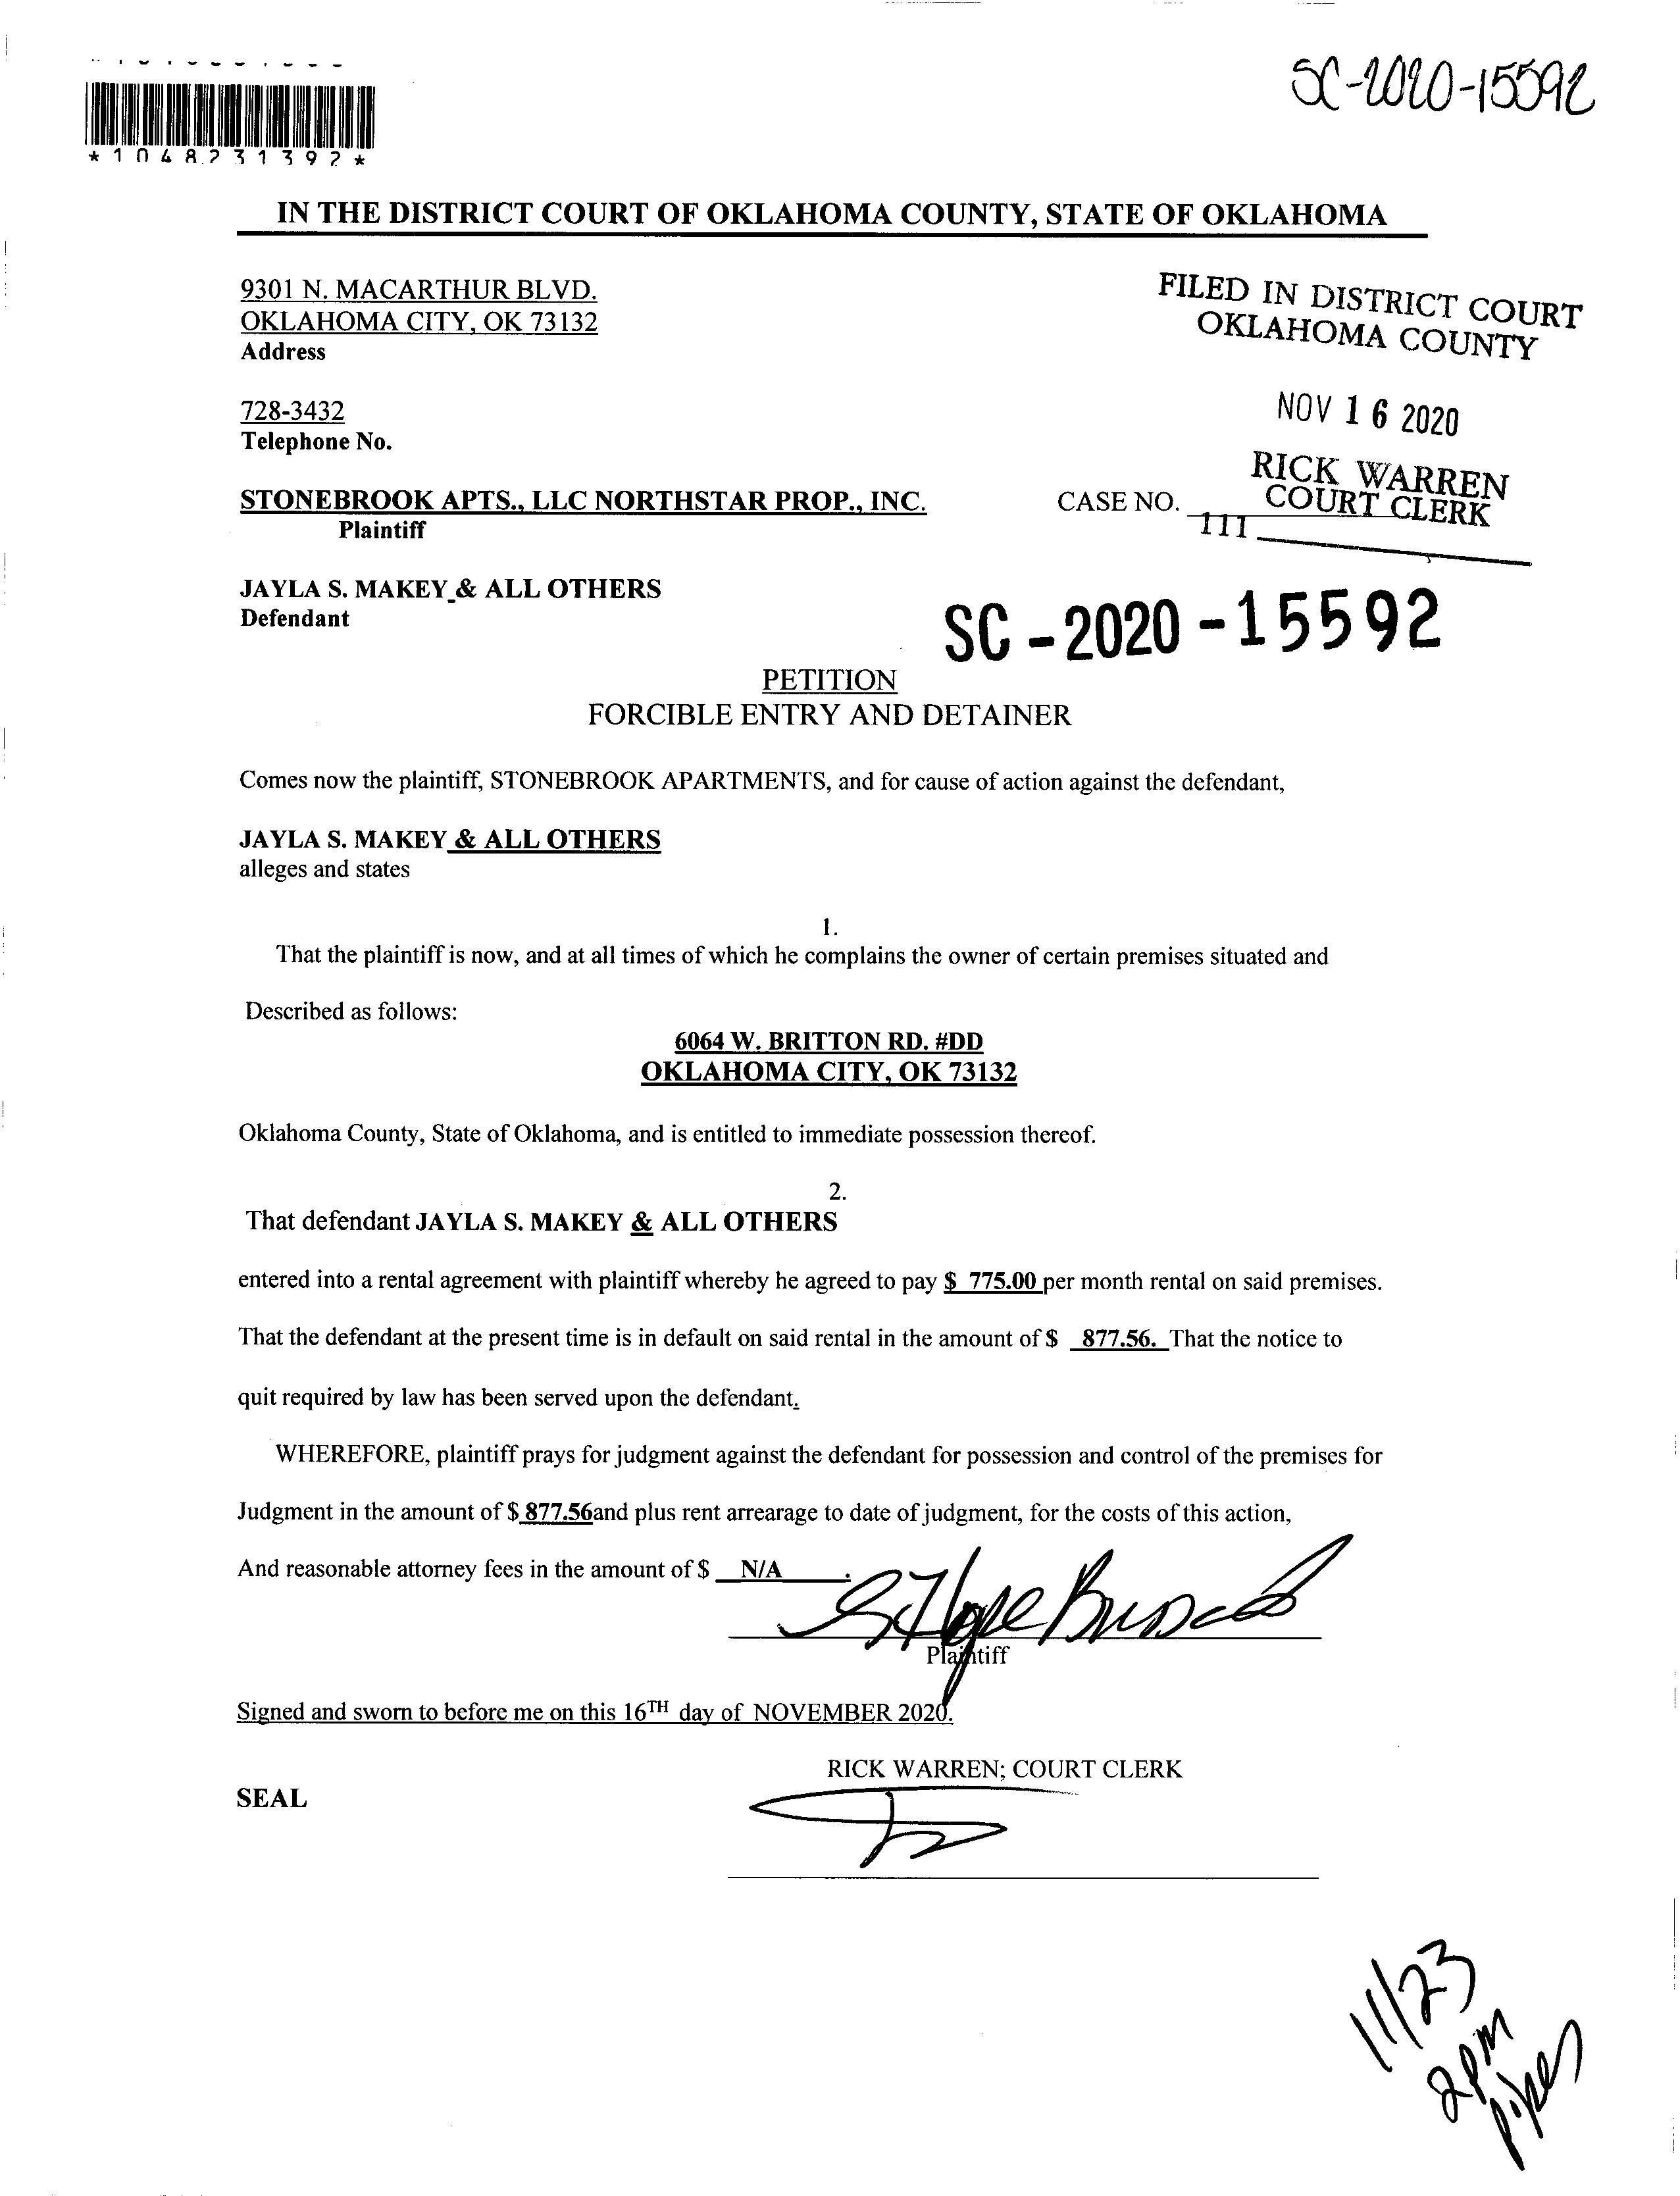 SC-2020-15592
*1048231392*
IN THE DISTRICT COURT OF OKLAHOMA COUNTY, STATE OF OKLAHOMA
9301 N. MACARTHUR BLVD.
OKLAHOMA CITY, OK 73132
Address
FILED IN DISTRICT COURT
OKLAHOMA COUNTY
728-3432
Telephone No.
NOV 16 2020
RICK WARREN
COURT CLERK
STONEBROOK APTS., LLC NORTHSTAR PROP., INC.
Plaintiff
CASE NO.
111
JAYLA S. MAKEY & ALL OTHERS
Defendant
SC-2020-15592
PETITION
FORCIBLE ENTRY AND DETAINER
Comes now the plaintiff, STONEBROOK APARTMENTS, and for cause of action against the defendant,
JAYLA S. MAKEY & ALL OTHERS
alleges and states
1.
That the plaintiff is now, and at all times of which he complains the owner of certain premises situated and
Described as follows:
6064 W. BRITTON RD. #DD
OKLAHOMA CITY, OK 73132
Oklahoma County, State of Oklahoma, and is entitled to immediate possession thereof.
2.
That defendant JAYLA S. MAKEY & ALL OTHERS
entered into a rental agreement with plaintiff whereby he agreed to pay $ 775.00 per month rental on said premises.
That the defendant at the present time is in default on said rental in the amount of $ 877.56. That the notice to
quit required by law has been served upon the defendant.
WHEREFORE, plaintiff prays for judgment against the defendant for possession and control of the premises for
Judgment in the amount of $ 877.56and plus rent arrearage to date of judgment, for the costs of this action,
And reasonable attorney fees in the amount of $ N/A .
Plaintiff
Signed and sworn to before me on this 16TH day of NOVEMBER 2020.
RICK WARREN; COURT CLERK
SEAL
11/23
2pm